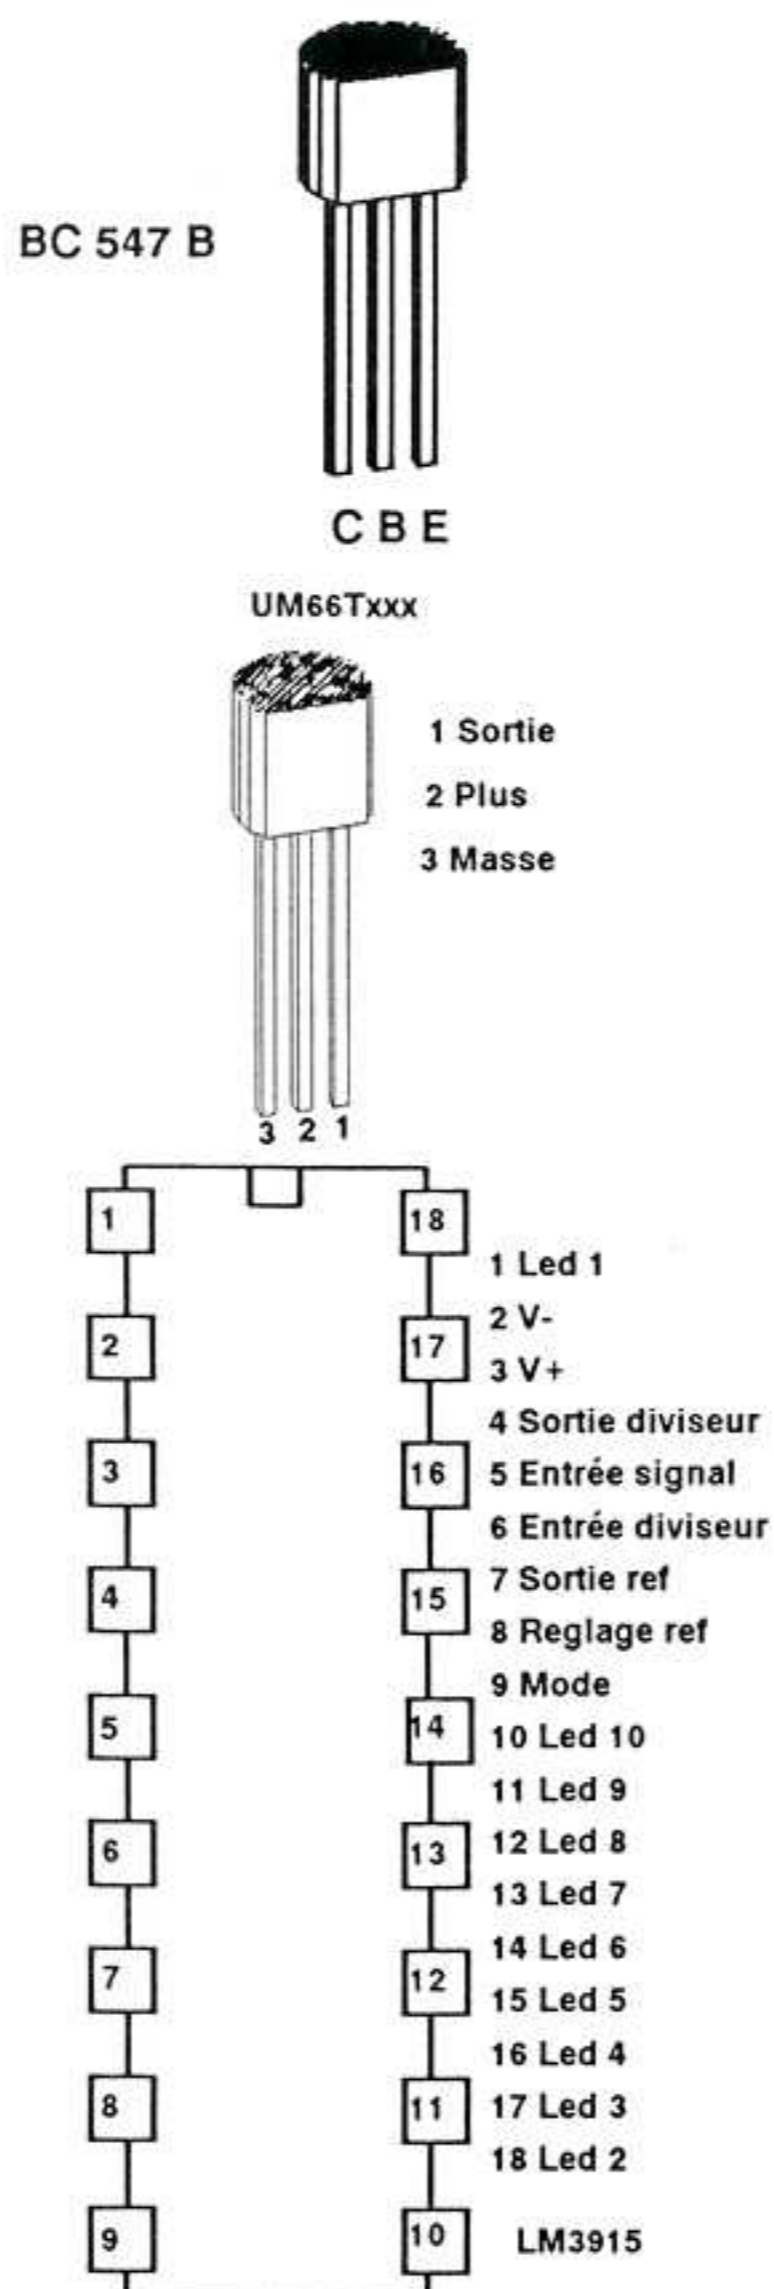 BC 547 B
C B E
UM66Txxx
1 Sortie
2 Plus
3 Masse
3 2 1
1
2
3
4
5
6
7
8
9
18
17
16
15
14
13
12
11
10
1 Led 1
2 V-
3 V+
4 Sortie diviseur
5 Entrée signal
6 Entrée diviseur
7 Sortie ref
8 Reglage ref
9 Mode
10 Led 10
11 Led 9
12 Led 8
13 Led 7
14 Led 6
15 Led 5
16 Led 4
17 Led 3
18 Led 2
LM3915